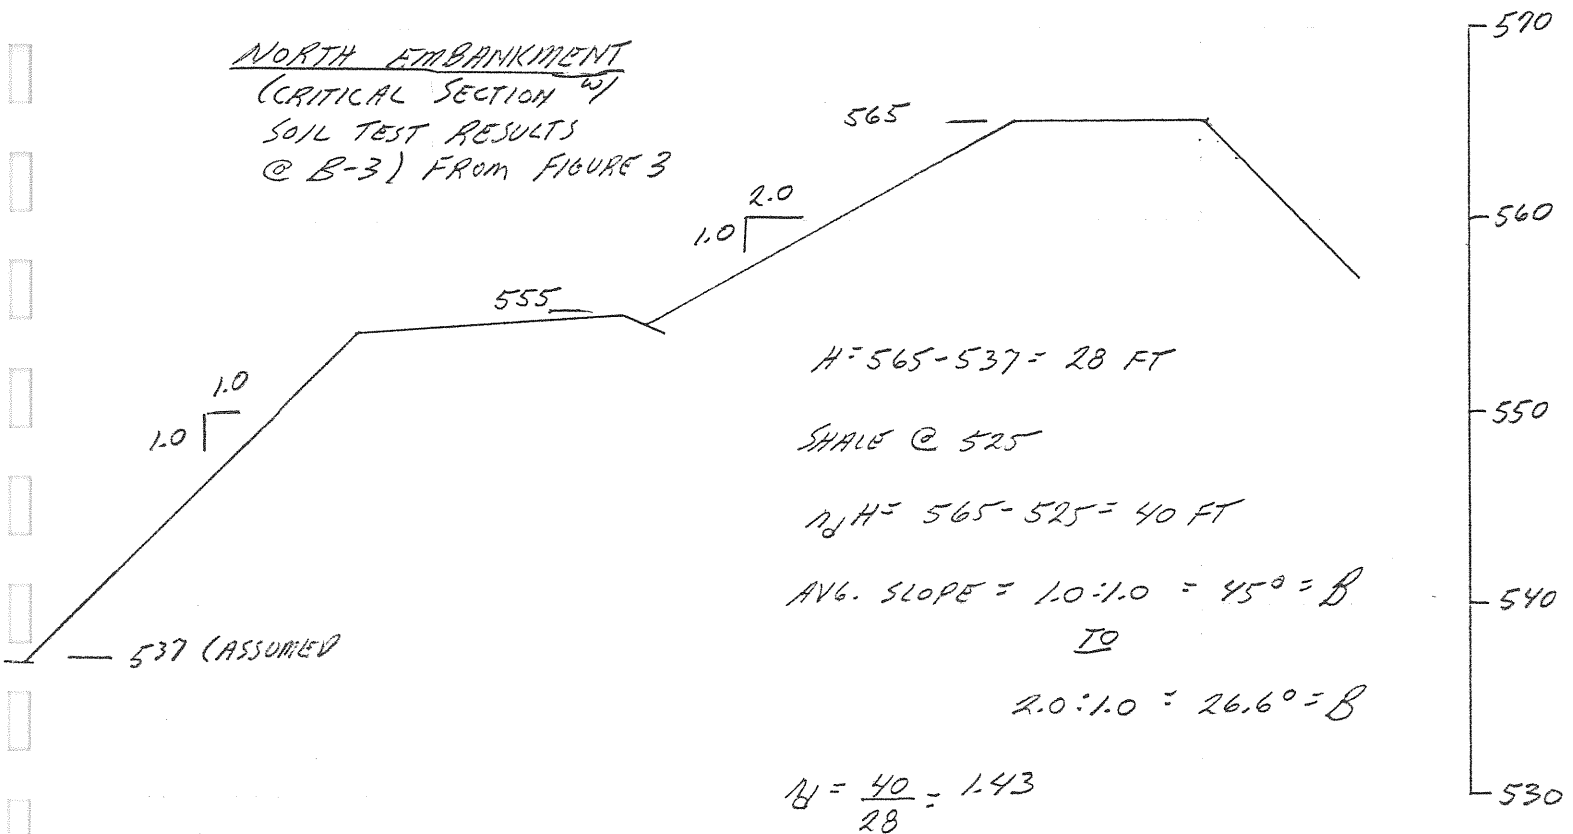 NORTH EMBANKMENT
(CRITICAL SECTION W/
SOIL TEST RESULTS
@ B-3) FROM FIGURE 3
570
565
2.0
1.0
560
555
H = 565-537 = 28 FT
1.0
1.0
550
SHALE @ 525
ndH = 565-525 = 40 FT
AVG. SLOPE = 1.0:1.0 = 45° = B
540
TO
537 (ASSUMED
2.0:1.0 = 26.6° = B
nd = 40/28 = 1.43
530